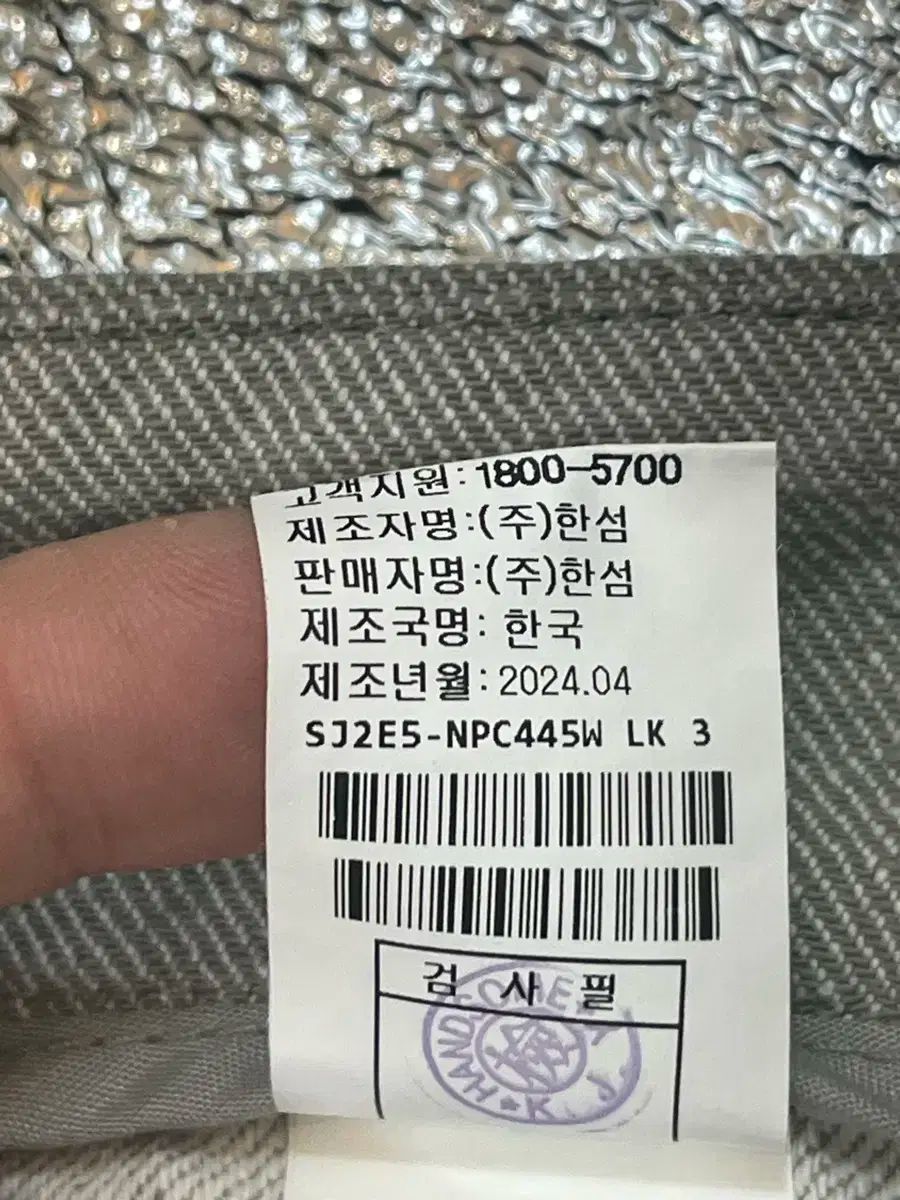 고객지원:1800-5700
제조자명:(주)한섬
판매자명:(주)한섬
제조국명: 한국
제조년월: 2024.04
SJ2E5-NPC445W LK 3
검 사 필
HANDSOME
K.J.